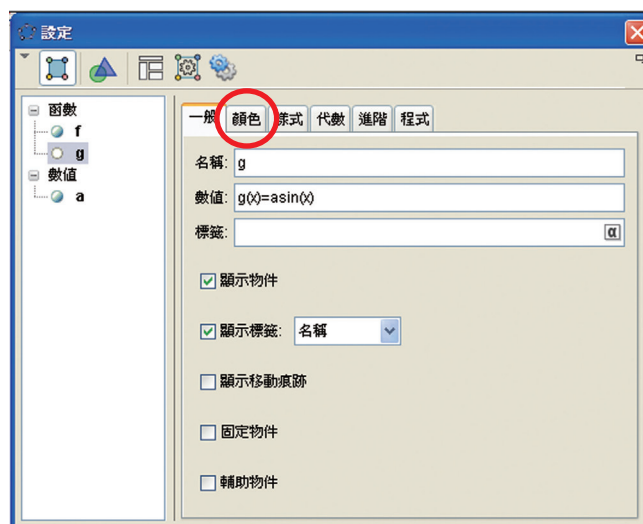 設定
函數
f
g
數值
a
一般 顏色 樣式 代數 進階 程式
名稱: g
數值: g(x)=asin(x)
標籤: α
顯示物件
顯示標籤: 名稱
顯示移動痕跡
固定物件
輔助物件